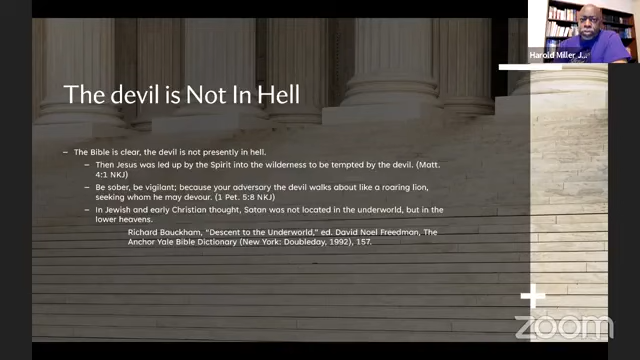 Harold Miller J...
The devil is Not In Hell
– The Bible is clear, the devil is not presently in hell.
– Then Jesus was led up by the Spirit into the wilderness to be tempted by the devil. (Matt.
4:1 NKJ)
– Be sober, be vigilant; because your adversary the devil walks about like a roaring lion,
seeking whom he may devour. (1 Pet. 5:8 NKJ)
– In Jewish and early Christian thought, Satan was not located in the underworld, but in the
lower heavens.
Richard Bauckham, “Descent to the Underworld,” ed. David Noel Freedman, The
Anchor Yale Bible Dictionary (New York: Doubleday, 1992), 157.
zoom